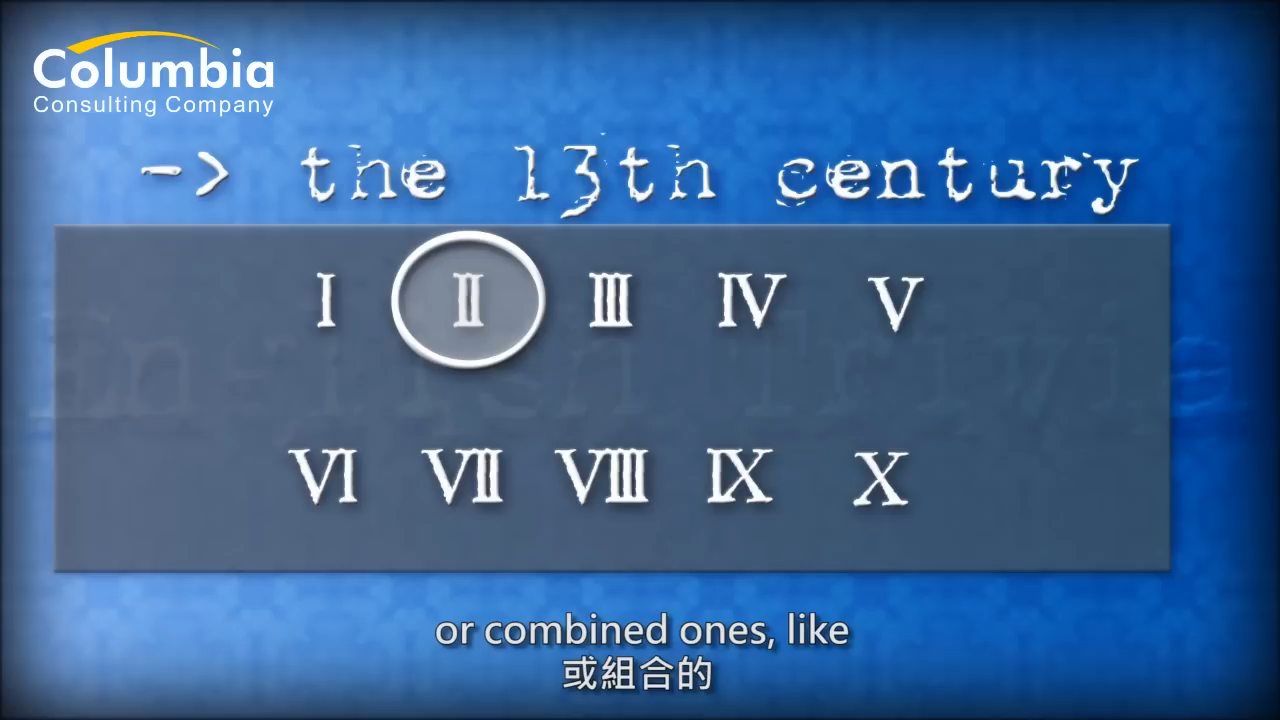 Columbia
Consulting Company
-> the 13th century
I II III IV V
VI VII VIII IX X
or combined ones, like
或組合的